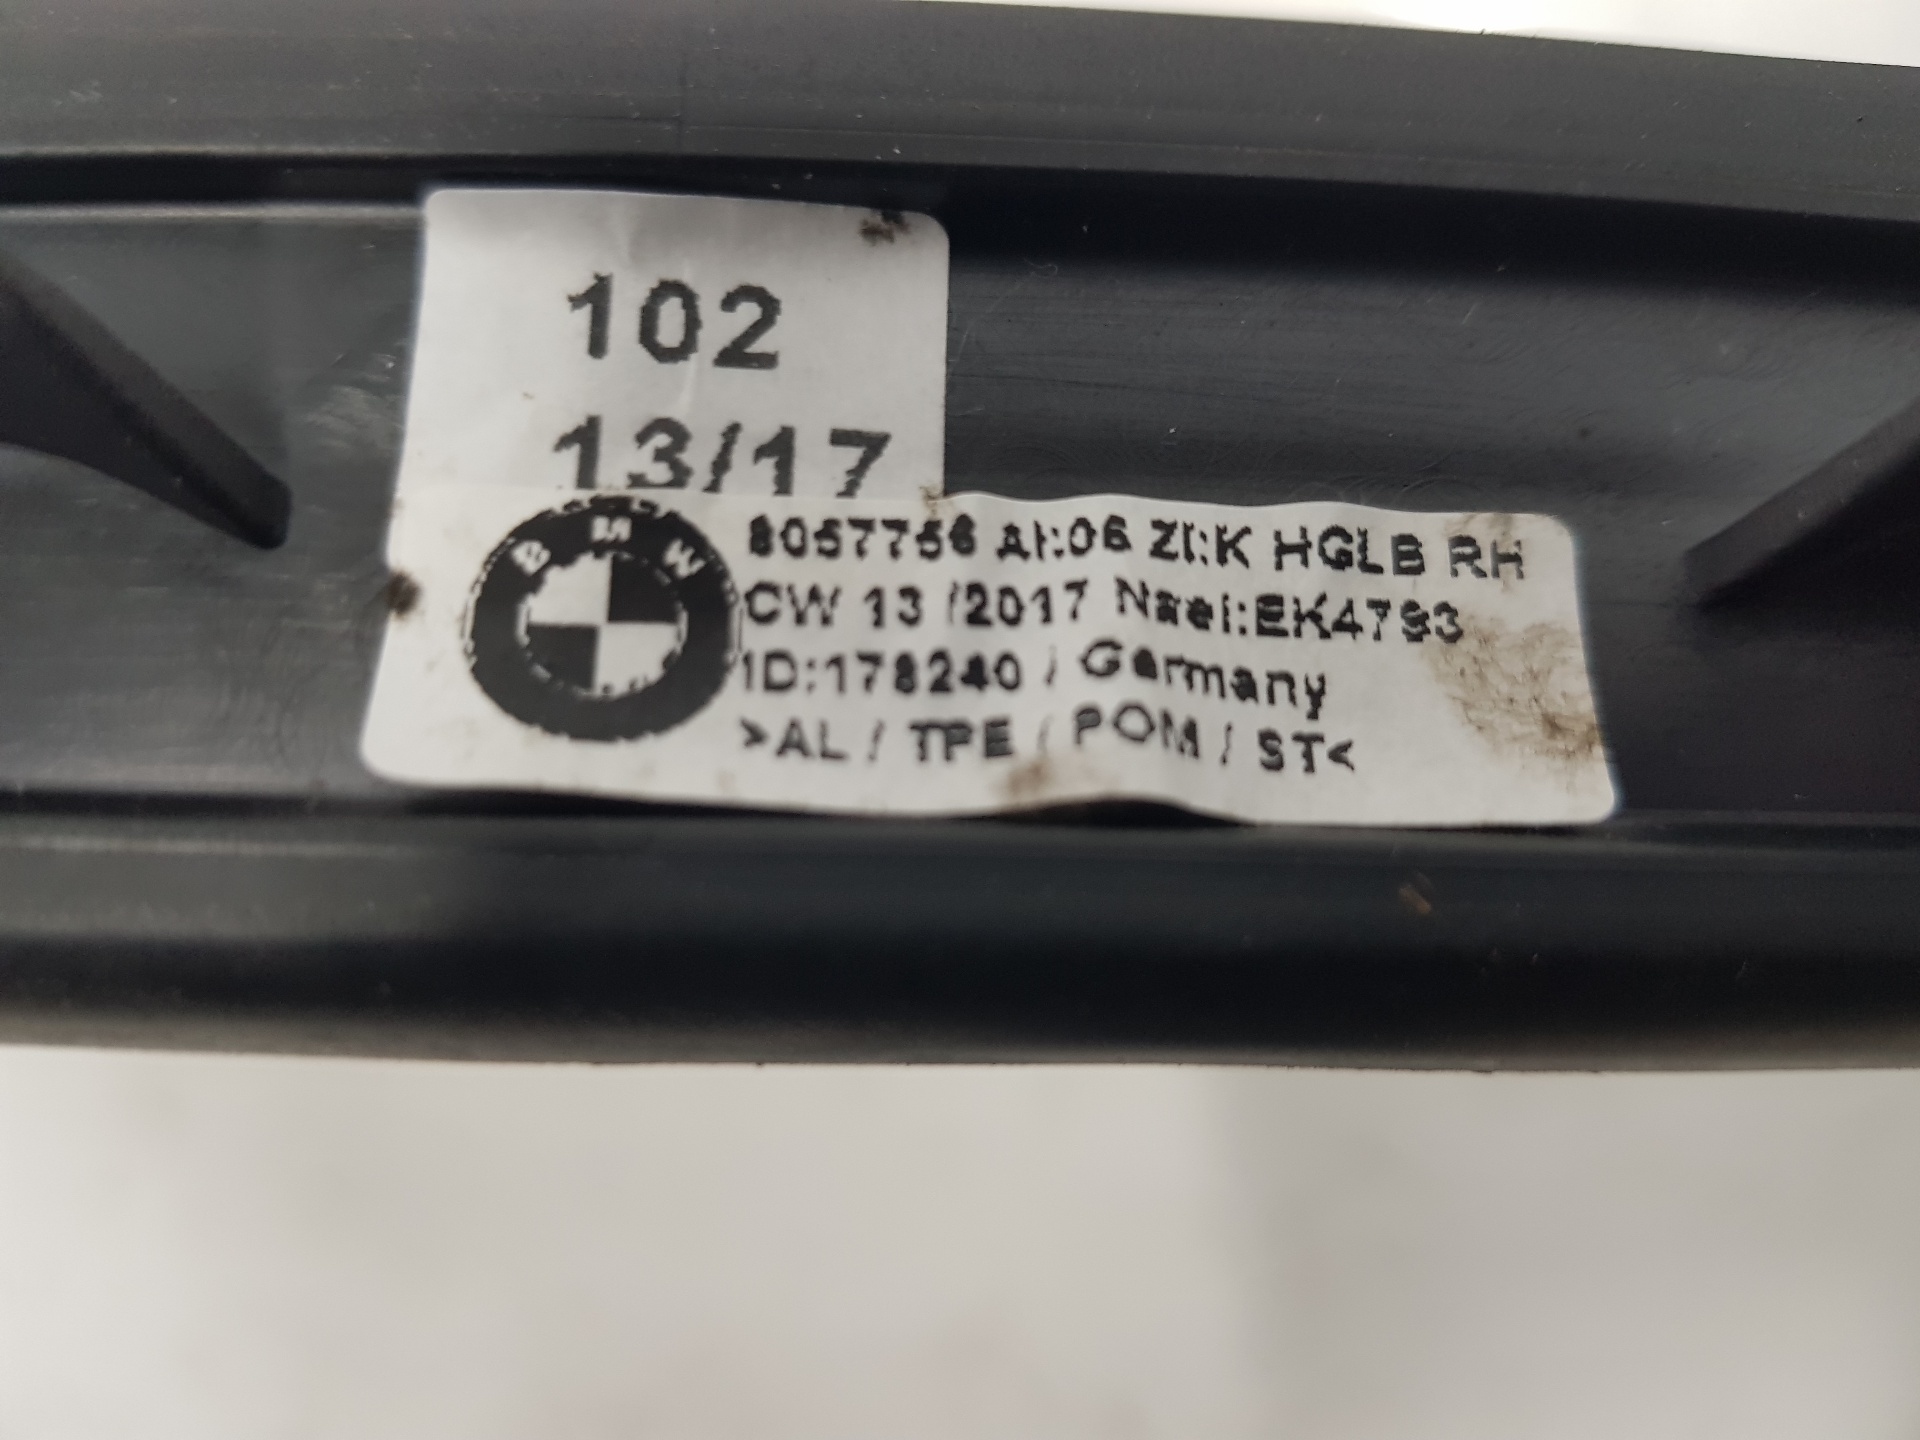 102
13/17
BMW
8057756 AI:06 ZI:K HGLB RH
CW 13 /2017 Nael:EK4793
ID:178240 / Germany
>AL / TPE / POM / ST<